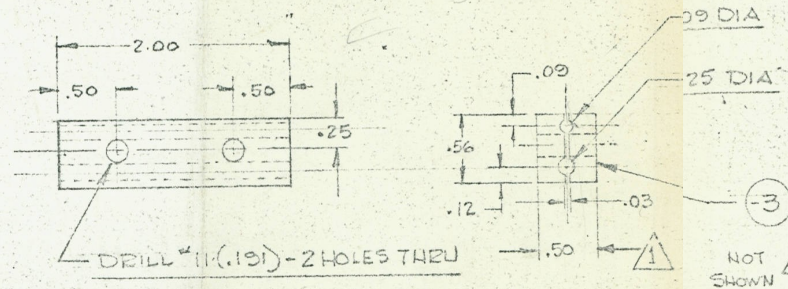 2.00
.50
.50
.25
DRILL #11 (.191) - 2 HOLES THRU
.09
.56
.12
.03
.50
09 DIA
25 DIA
-3
1
NOT
SHOWN